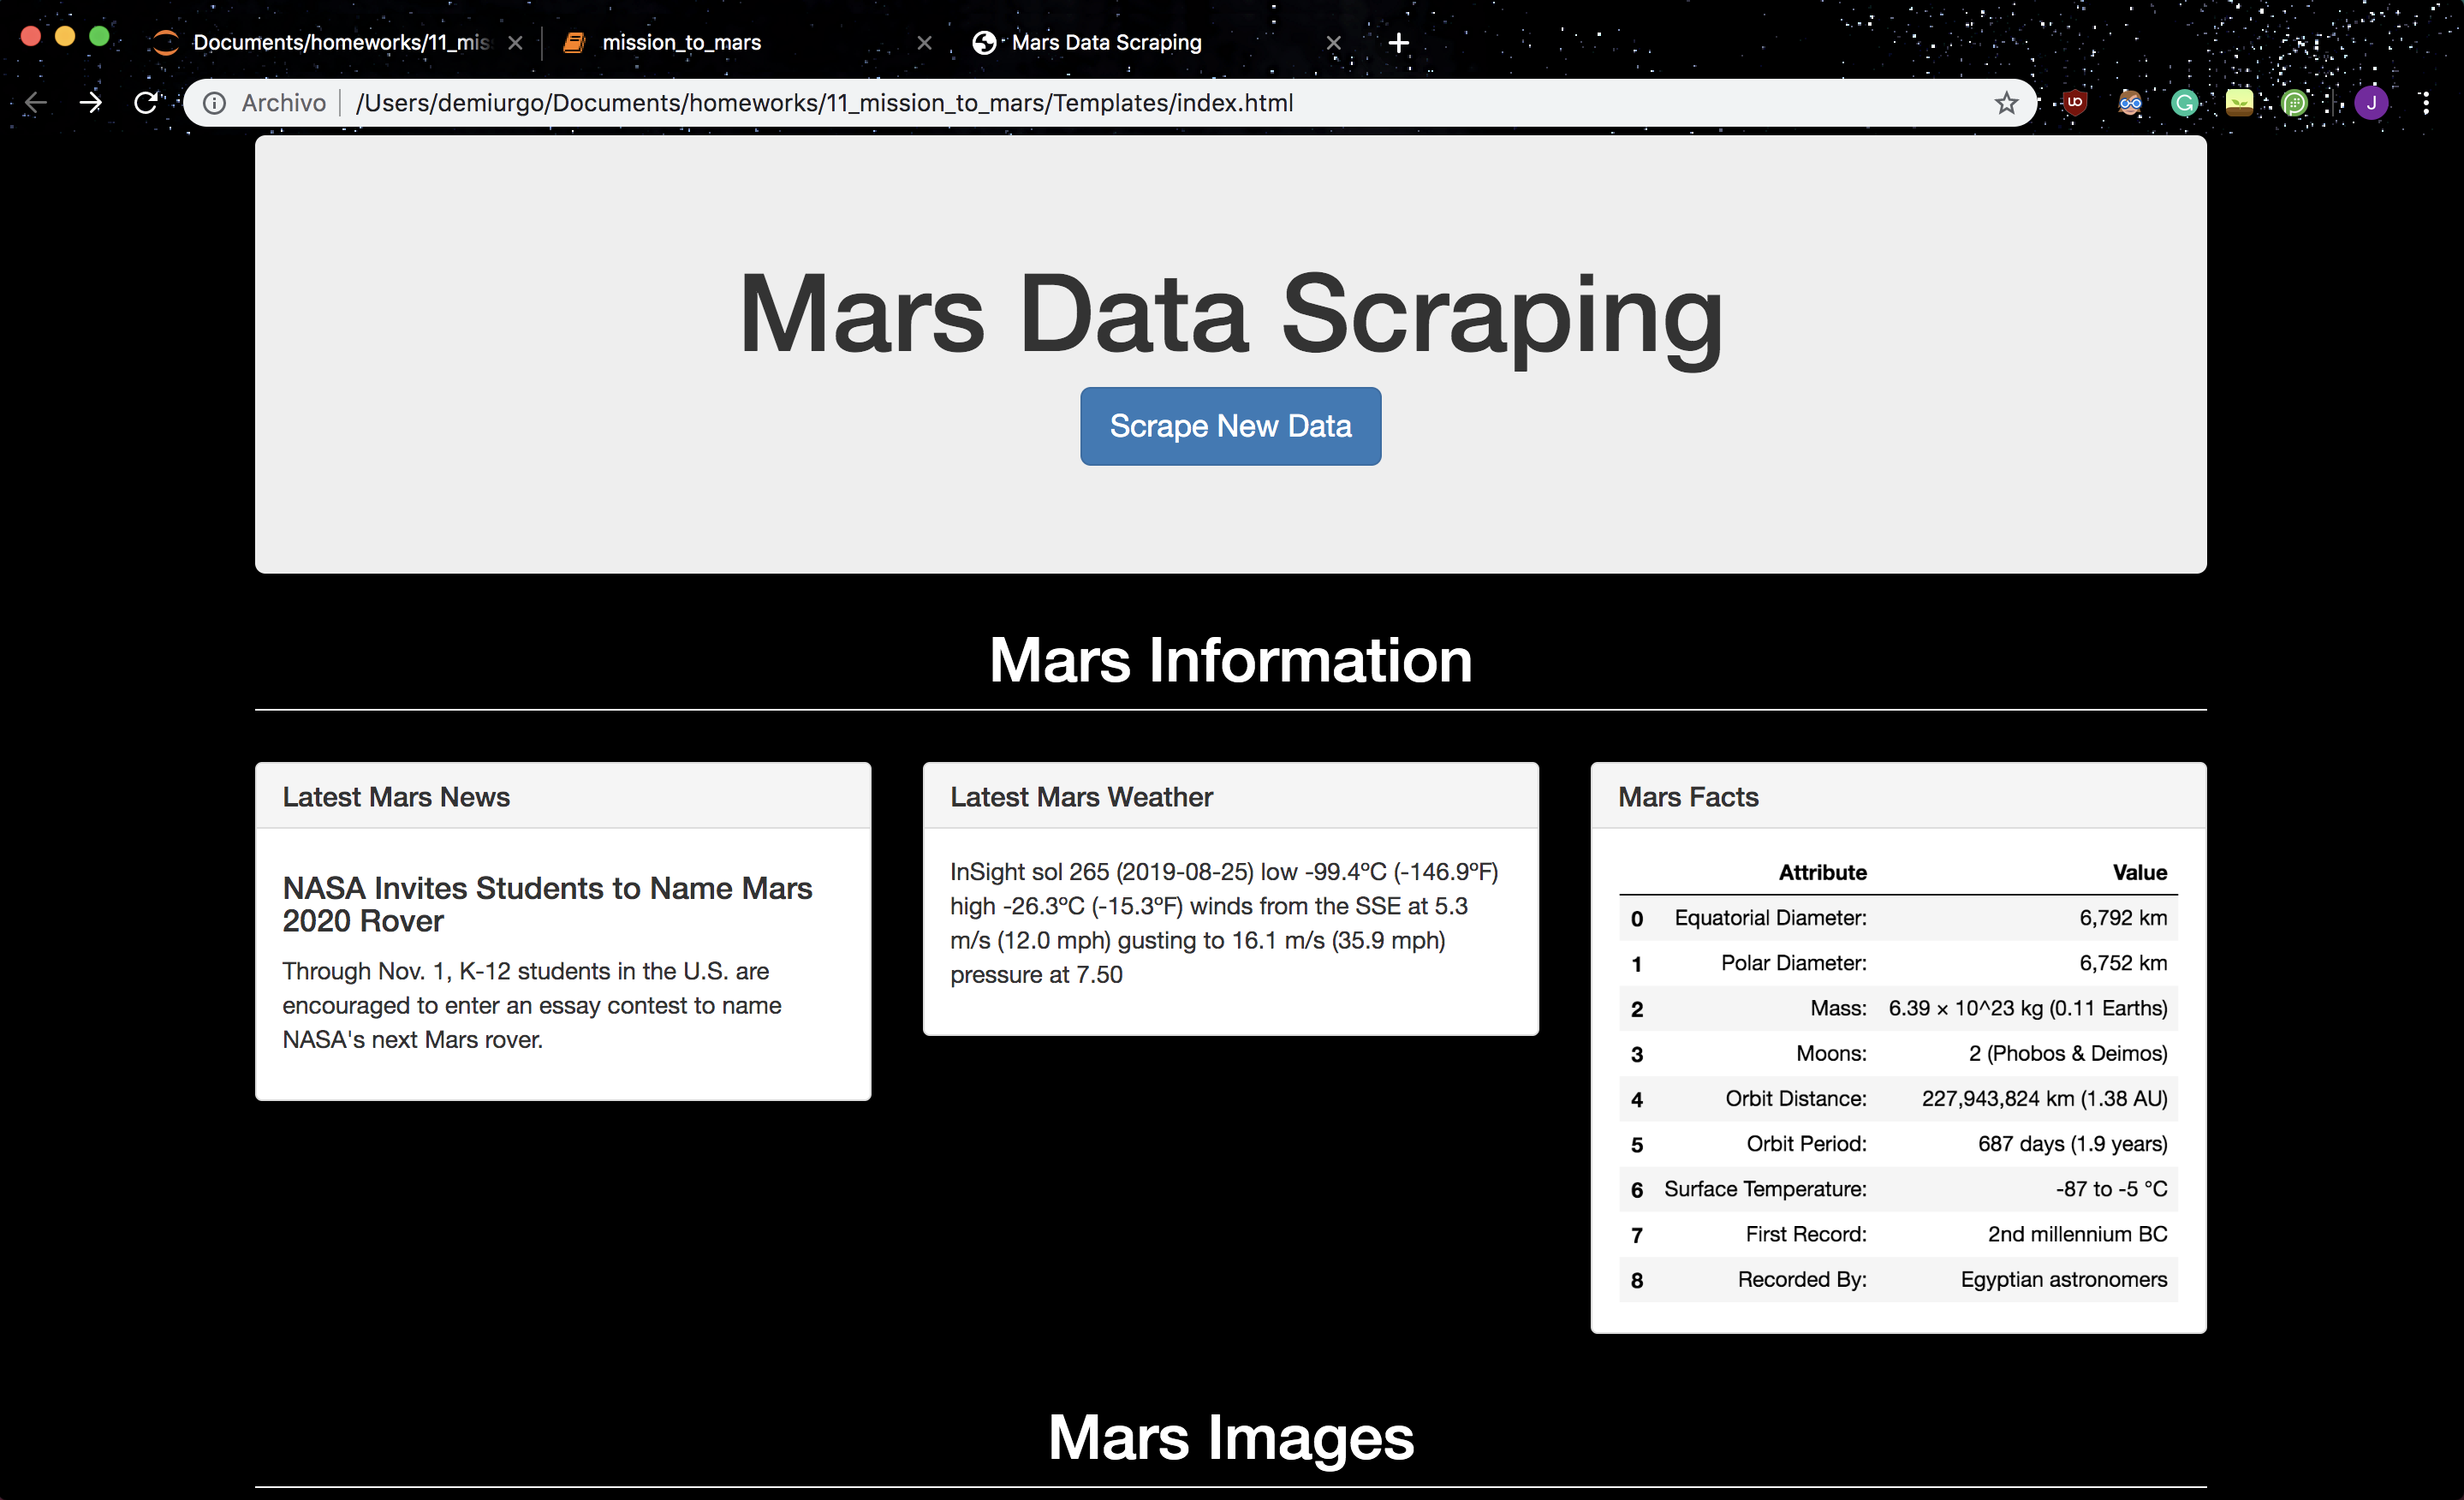 Documents/homeworks/11_mis
mission_to_mars
Mars Data Scraping
Archivo
/Users/demiurgo/Documents/homeworks/11_mission_to_mars/Templates/index.html
J
Mars Data Scraping
Scrape New Data
Mars Information
Latest Mars News
NASA Invites Students to Name Mars
2020 Rover
Through Nov. 1, K-12 students in the U.S. are
encouraged to enter an essay contest to name
NASA's next Mars rover.
Latest Mars Weather
InSight sol 265 (2019-08-25) low -99.4ºC (-146.9ºF)
high -26.3ºC (-15.3ºF) winds from the SSE at 5.3
m/s (12.0 mph) gusting to 16.1 m/s (35.9 mph)
pressure at 7.50
Mars Facts
Attribute Value
0 Equatorial Diameter: 6,792 km
1 Polar Diameter: 6,752 km
2 Mass: 6.39 × 10^23 kg (0.11 Earths)
3 Moons: 2 (Phobos & Deimos)
4 Orbit Distance: 227,943,824 km (1.38 AU)
5 Orbit Period: 687 days (1.9 years)
6 Surface Temperature: -87 to -5 °C
7 First Record: 2nd millennium BC
8 Recorded By: Egyptian astronomers
Mars Images